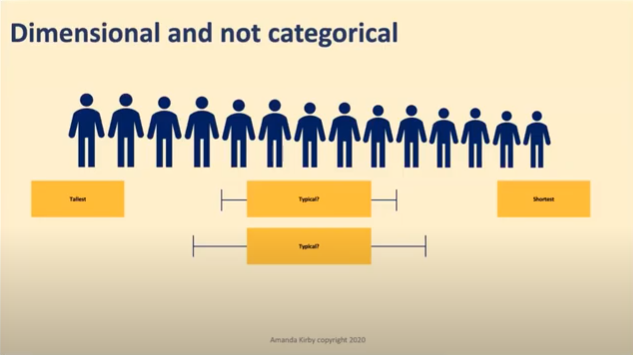 Dimensional and not categorical
Tallest
Typical?
Shortest
Typical?
Amanda Kirby copyright 2020